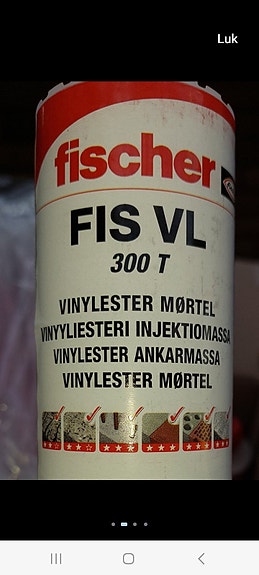 Luk
fischer
FIS VL
300 T
VINYLESTER MØRTEL
VINYYLIESTERI INJEKTIOMASSA
VINYLESTER ANKARMASSA
VINYLESTER MØRTEL